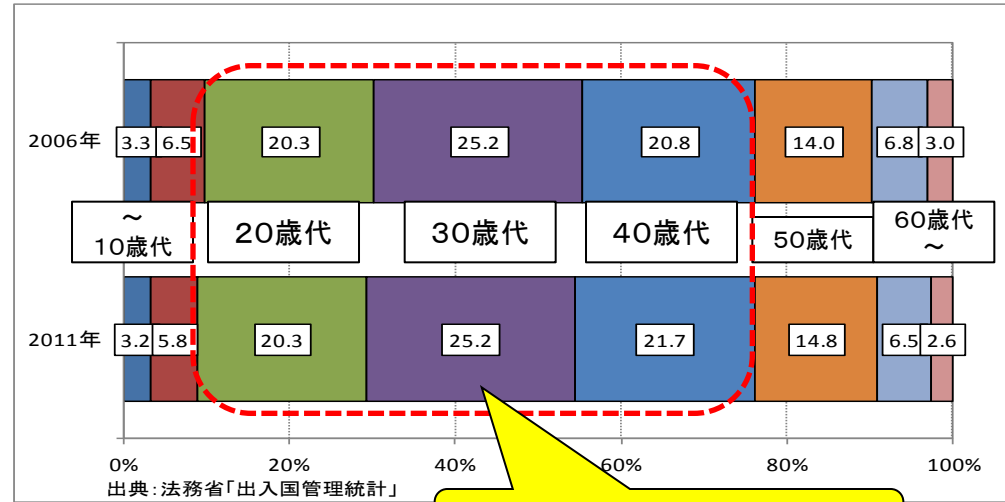 2006年
3.3 6.5 20.3 25.2 20.8 14.0 6.8 3.0
～
10歳代
20歳代
30歳代
40歳代
50歳代
60歳代
～
2011年
3.2 5.8 20.3 25.2 21.7 14.8 6.5 2.6
0% 20% 40% 60% 80% 100%
出典：法務省「出入国管理統計」